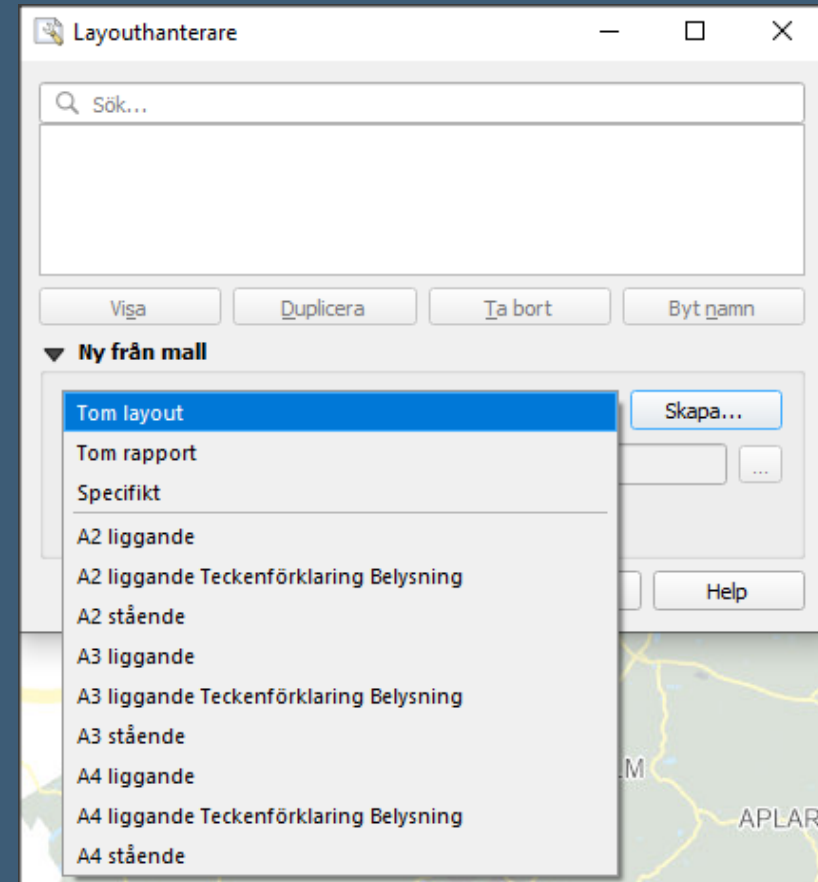 Layouthanterare
Sök...
Visa Duplicera Ta bort Byt namn
Ny från mall
Tom layout Skapa...
Tom rapport
...
Specifikt
A2 liggande
A2 liggande Teckenförklaring Belysning
Help
A2 stående
A3 liggande
A3 liggande Teckenförklaring Belysning
A3 stående
A4 liggande
A4 liggande Teckenförklaring Belysning
APLAR
A4 stående